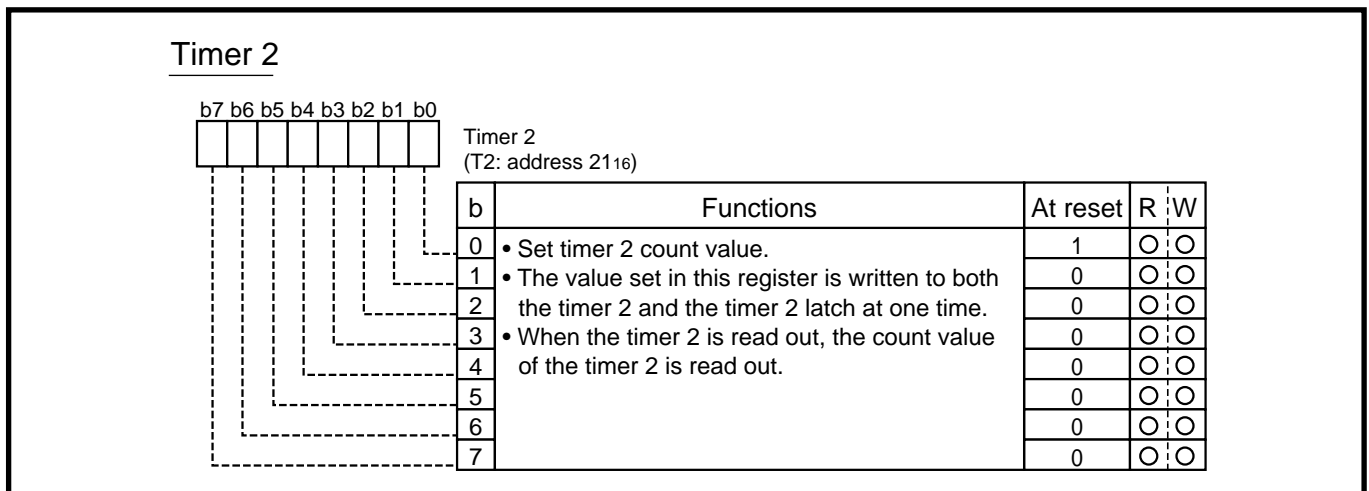 Timer 2
b7 b6 b5 b4 b3 b2 b1 b0
Timer 2
(T2: address 2116)
b Functions At reset R W
0 • Set timer 2 count value. 1 O O
1 • The value set in this register is written to both 0 O O
2 the timer 2 and the timer 2 latch at one time. 0 O O
3 • When the timer 2 is read out, the count value 0 O O
4 of the timer 2 is read out. 0 O O
5 0 O O
6 0 O O
7 0 O O